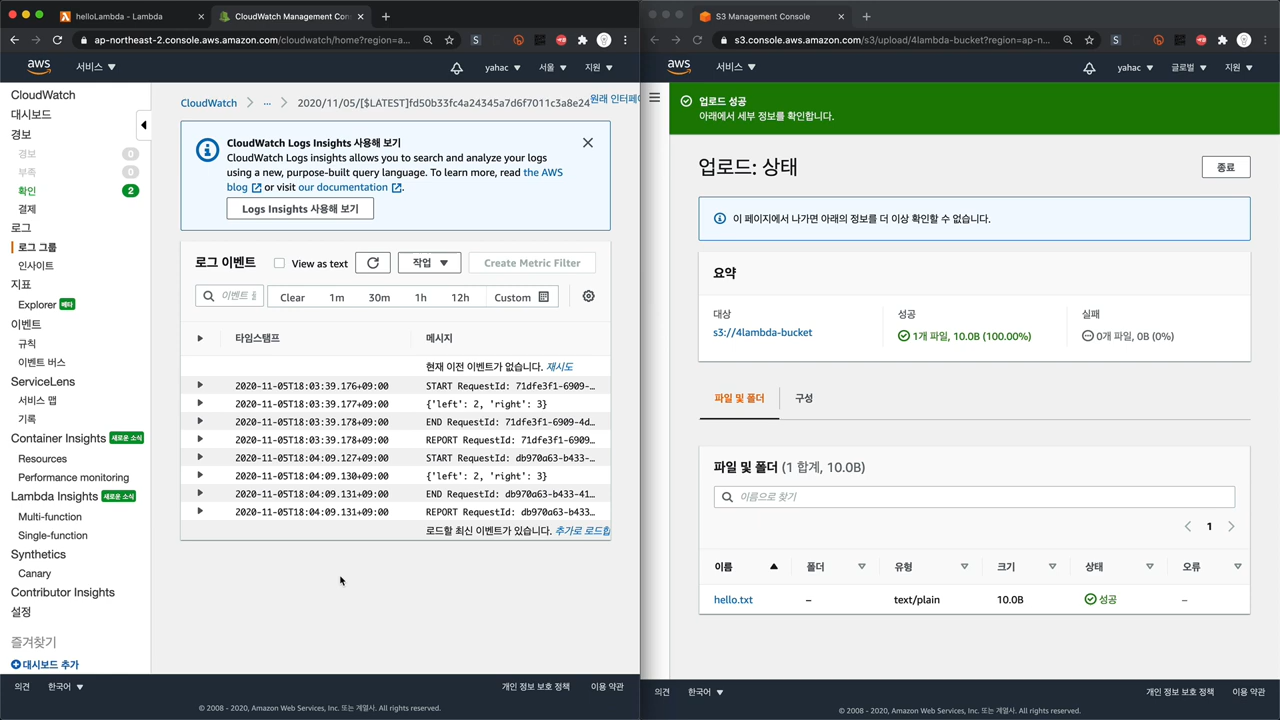 helloLambda - Lambda
CloudWatch Management Con
ap-northeast-2.console.aws.amazon.com/cloudwatch/home?region=a...
aws
서비스
yahac
서울
지원
CloudWatch
대시보드
경보
경보 0
부족 0
확인 2
결제
로그
로그 그룹
인사이트
지표
Explorer 베타
이벤트
규칙
이벤트 버스
ServiceLens
서비스 맵
기록
Container Insights 새로운 소식
Resources
Performance monitoring
Lambda Insights 새로운 소식
Multi-function
Single-function
Synthetics
Canary
Contributor Insights
설정
즐겨찾기
대시보드 추가
CloudWatch
...
2020/11/05/[$LATEST]fd50b33fc4a24345a7d6f7011c3a8e24
원래 인터페이
CloudWatch Logs Insights 사용해 보기
CloudWatch Logs insights allows you to search and analyze your logs
using a new, purpose-built query language. To learn more, read the AWS
blog or visit our documentation.
Logs Insights 사용해 보기
로그 이벤트
View as text
작업
Create Metric Filter
이벤트 필
Clear 1m 30m 1h 12h Custom
타임스탬프 메시지
현재 이전 이벤트가 없습니다. 재시도
2020-11-05T18:03:39.176+09:00 START RequestId: 71dfe3f1-6909-…
2020-11-05T18:03:39.177+09:00 {'left': 2, 'right': 3}
2020-11-05T18:03:39.178+09:00 END RequestId: 71dfe3f1-6909-4d…
2020-11-05T18:03:39.178+09:00 REPORT RequestId: 71dfe3f1-6909…
2020-11-05T18:04:09.127+09:00 START RequestId: db970a63-b433-…
2020-11-05T18:04:09.130+09:00 {'left': 2, 'right': 3}
2020-11-05T18:04:09.131+09:00 END RequestId: db970a63-b433-41…
2020-11-05T18:04:09.131+09:00 REPORT RequestId: db970a63-b433…
로드할 최신 이벤트가 있습니다. 추가로 로드합
의견
한국어
개인 정보 보호 정책
이용 약관
© 2008 - 2020, Amazon Web Services, Inc. 또는 계열사. All rights reserved.
S3 Management Console
s3.console.aws.amazon.com/s3/upload/4lambda-bucket?region=ap-n...
aws
서비스
yahac
글로벌
지원
업로드 성공
아래에서 세부 정보를 확인합니다.
업로드: 상태
종료
이 페이지에서 나가면 아래의 정보를 더 이상 확인할 수 없습니다.
요약
대상 성공 실패
s3://4lambda-bucket 1개 파일, 10.0B (100.00%) 0개 파일, 0B (0%)
파일 및 폴더 구성
파일 및 폴더 (1 합계, 10.0B)
이름으로 찾기
1
이름 폴더 유형 크기 상태 오류
hello.txt – text/plain 10.0B 성공 –
의견
한국어
개인 정보 보호 정책
이용 약관
© 2008 - 2020, Amazon Web Services, Inc. 또는 계열사. All rights reserved.